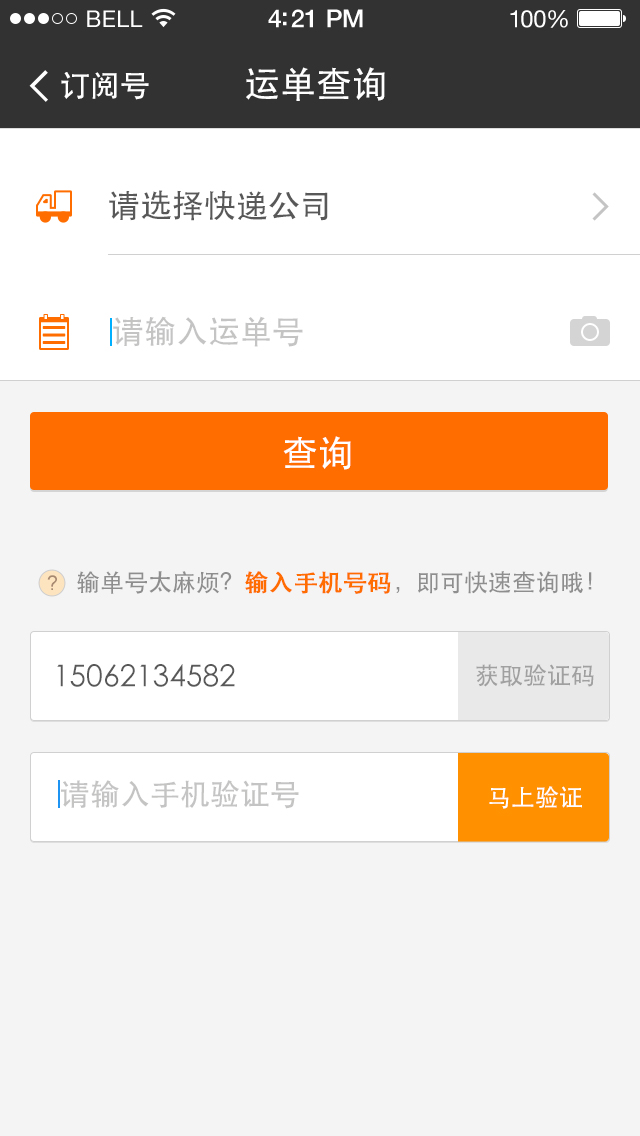 BELL 4:21 PM 100%
订阅号 运单查询
请选择快递公司
请输入运单号
查询
? 输单号太麻烦？输入手机号码，即可快速查询哦！
15062134582 获取验证码
请输入手机验证号 马上验证